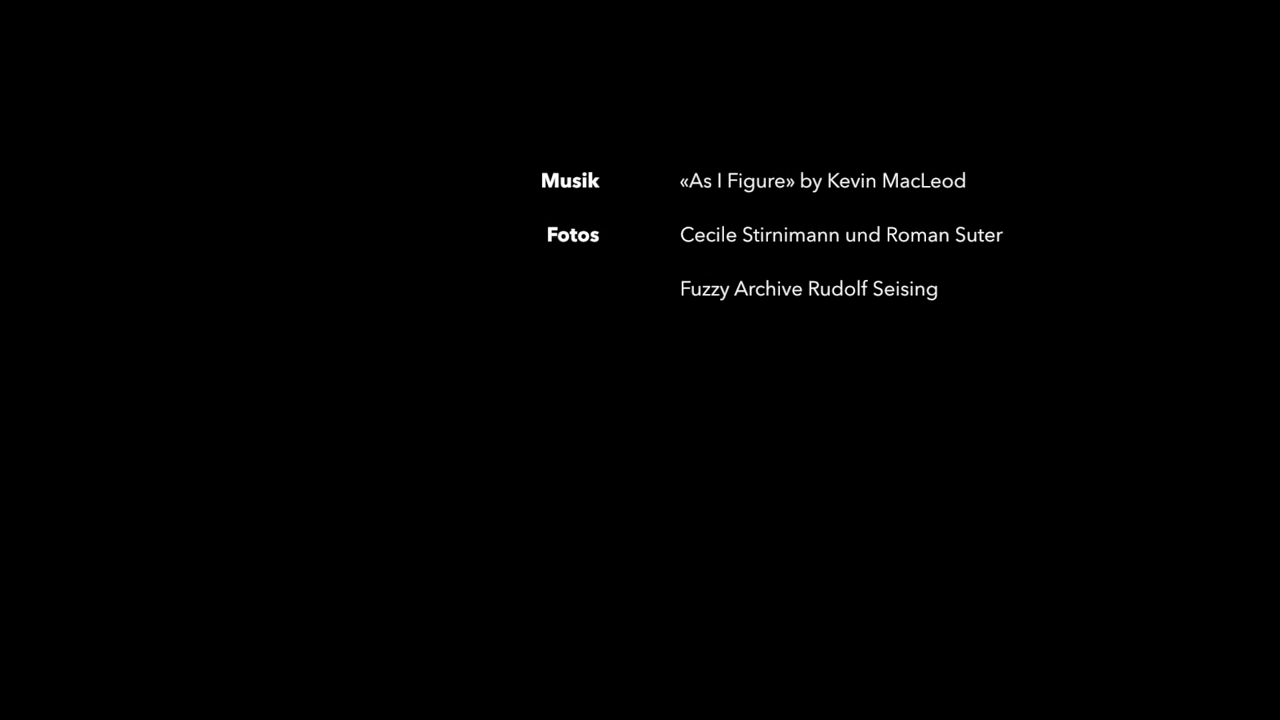 Musik «As I Figure» by Kevin MacLeod
Fotos Cecile Stirnimann und Roman Suter
Fuzzy Archive Rudolf Seising